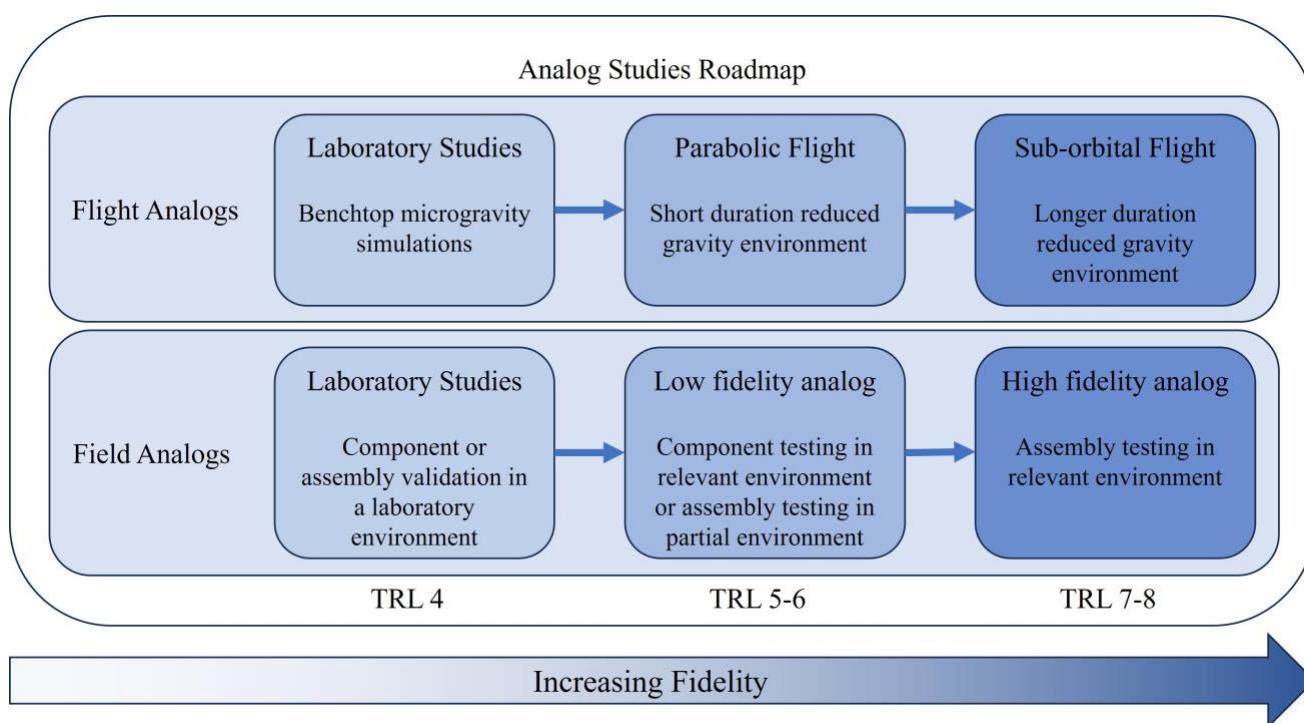 Analog Studies Roadmap
Flight Analogs
Laboratory Studies
Benchtop microgravity
simulations
Parabolic Flight
Short duration reduced
gravity environment
Sub-orbital Flight
Longer duration
reduced gravity
environment
Field Analogs
Laboratory Studies
Component or
assembly validation in
a laboratory
environment
Low fidelity analog
Component testing in
relevant environment
or assembly testing in
partial environment
High fidelity analog
Assembly testing in
relevant environment
TRL 4
TRL 5-6
TRL 7-8
Increasing Fidelity